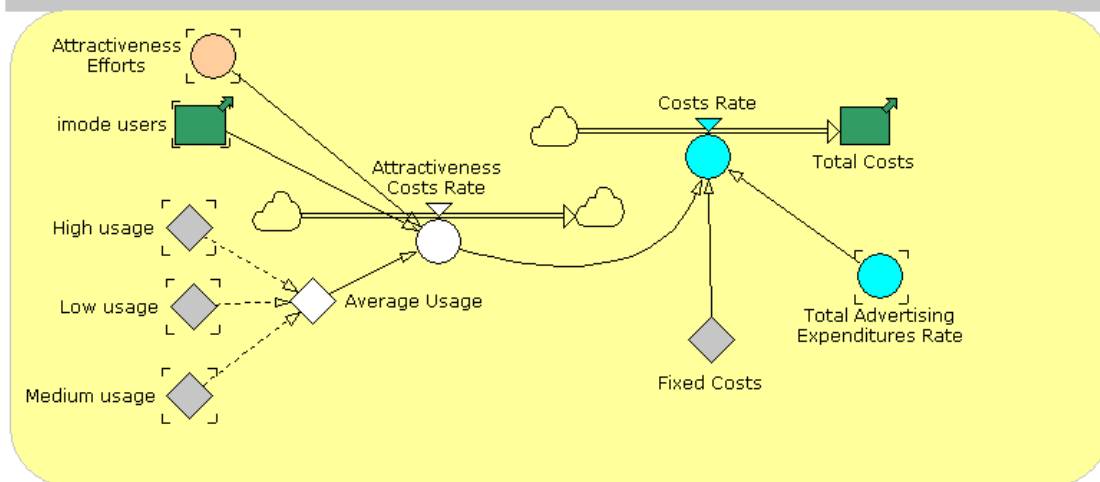 Attractiveness
Efforts
imode users
Costs Rate
Total Costs
Attractiveness
Costs Rate
High usage
Low usage
Average Usage
Total Advertising
Expenditures Rate
Fixed Costs
Medium usage